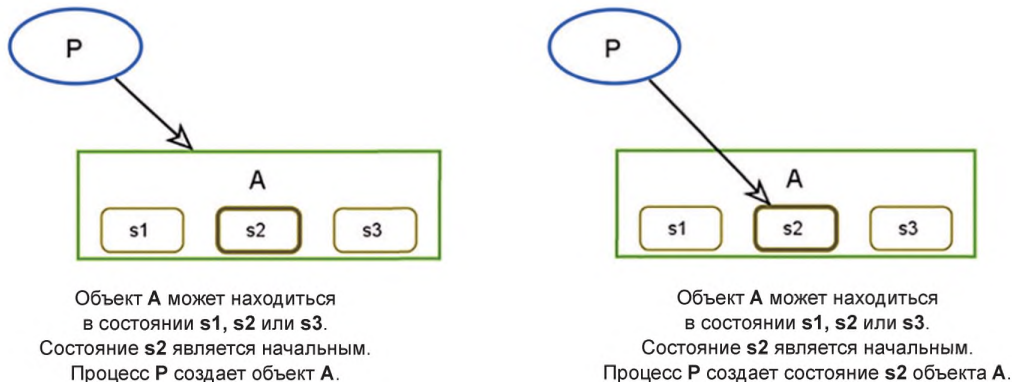 P
A
s1 s2 s3
Объект A может находиться
в состоянии s1, s2 или s3.
Состояние s2 является начальным.
Процесс P создает объект A.
P
A
s1 s2 s3
Объект A может находиться
в состоянии s1, s2 или s3.
Состояние s2 является начальным.
Процесс P создает состояние s2 объекта A.